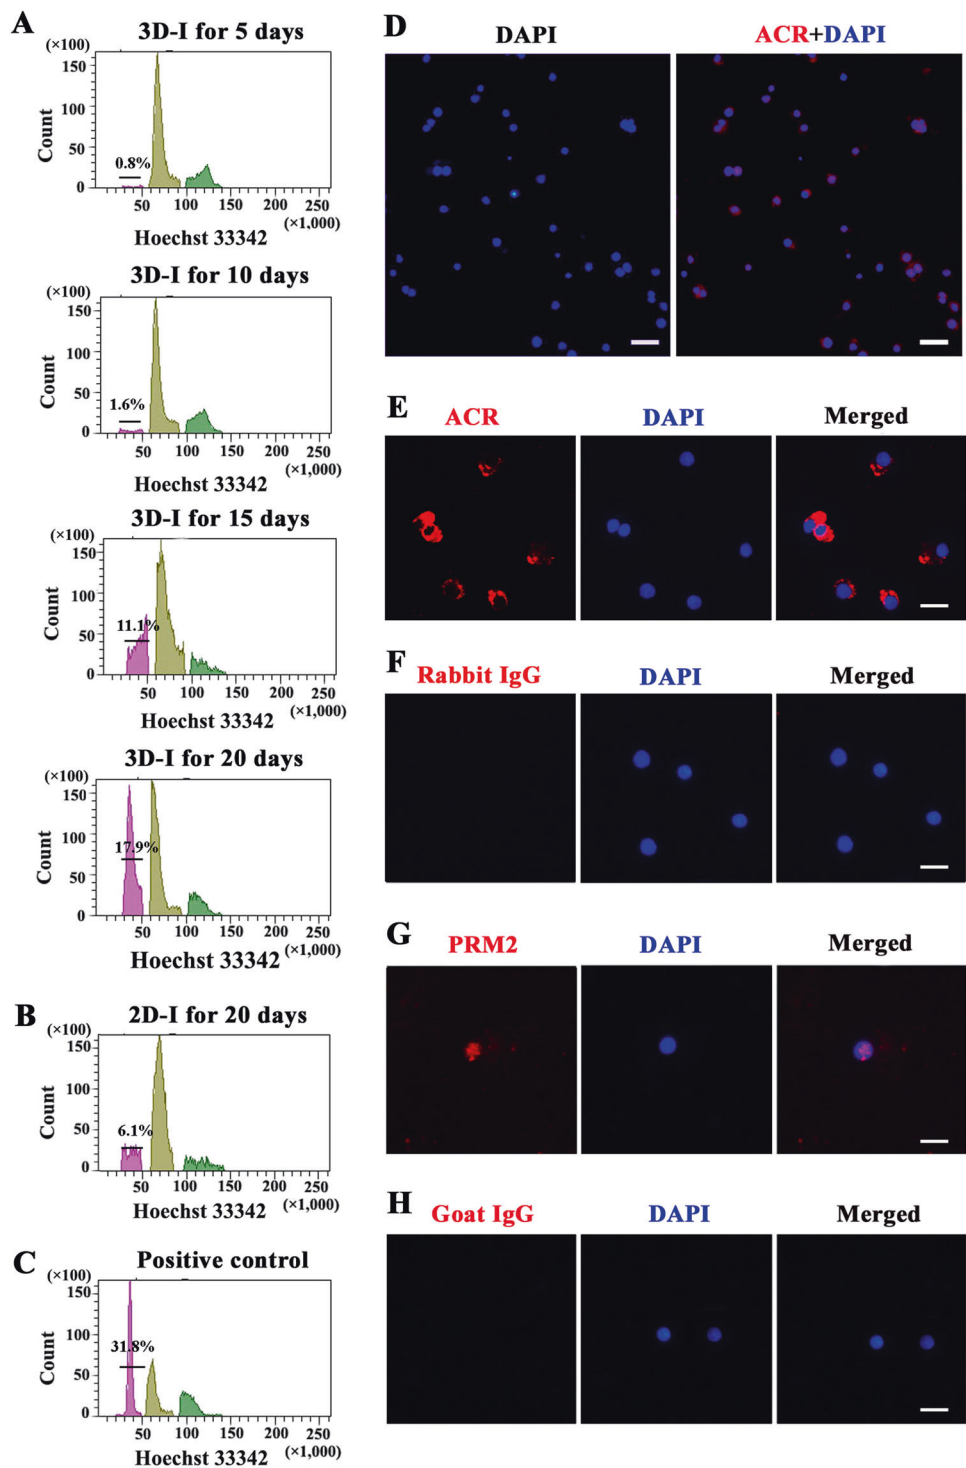 A
3D-I for 5 days
(×100)
150
100
50
0
Count
0.8%
50 100 150 200 250
(×1,000)
Hoechst 33342
3D-I for 10 days
(×100)
150
100
50
0
Count
1.6%
50 100 150 200 250
(×1,000)
Hoechst 33342
3D-I for 15 days
(×100)
150
100
50
0
Count
11.1%
50 100 150 200 250
(×1,000)
Hoechst 33342
3D-I for 20 days
(×100)
150
100
50
0
Count
17.9%
50 100 150 200 250
(×1,000)
Hoechst 33342
B
2D-I for 20 days
(×100)
150
100
50
0
Count
6.1%
50 100 150 200 250
(×1,000)
Hoechst 33342
C
Positive control
(×100)
150
100
50
0
Count
31.8%
50 100 150 200 250
(×1,000)
Hoechst 33342
D
DAPI ACR+DAPI
E
ACR DAPI Merged
F
Rabbit IgG DAPI Merged
G
PRM2 DAPI Merged
H
Goat IgG DAPI Merged